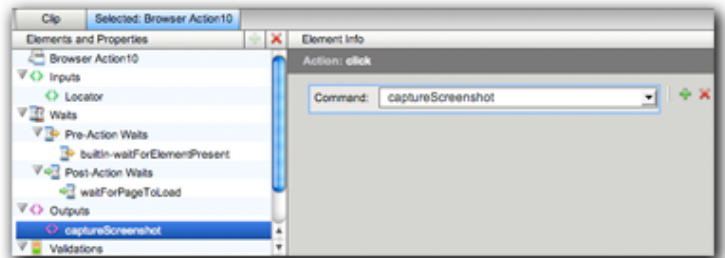 Clip
Selected: Browser Action10
Elements and Properties
Element Info
Browser Action10
Action: click
Inputs
Locator
Command: captureScreenshot
Waits
Pre-Action Waits
builtin-waitForElementPresent
Post-Action Waits
waitForPageToLoad
Outputs
captureScreenshot
Validations